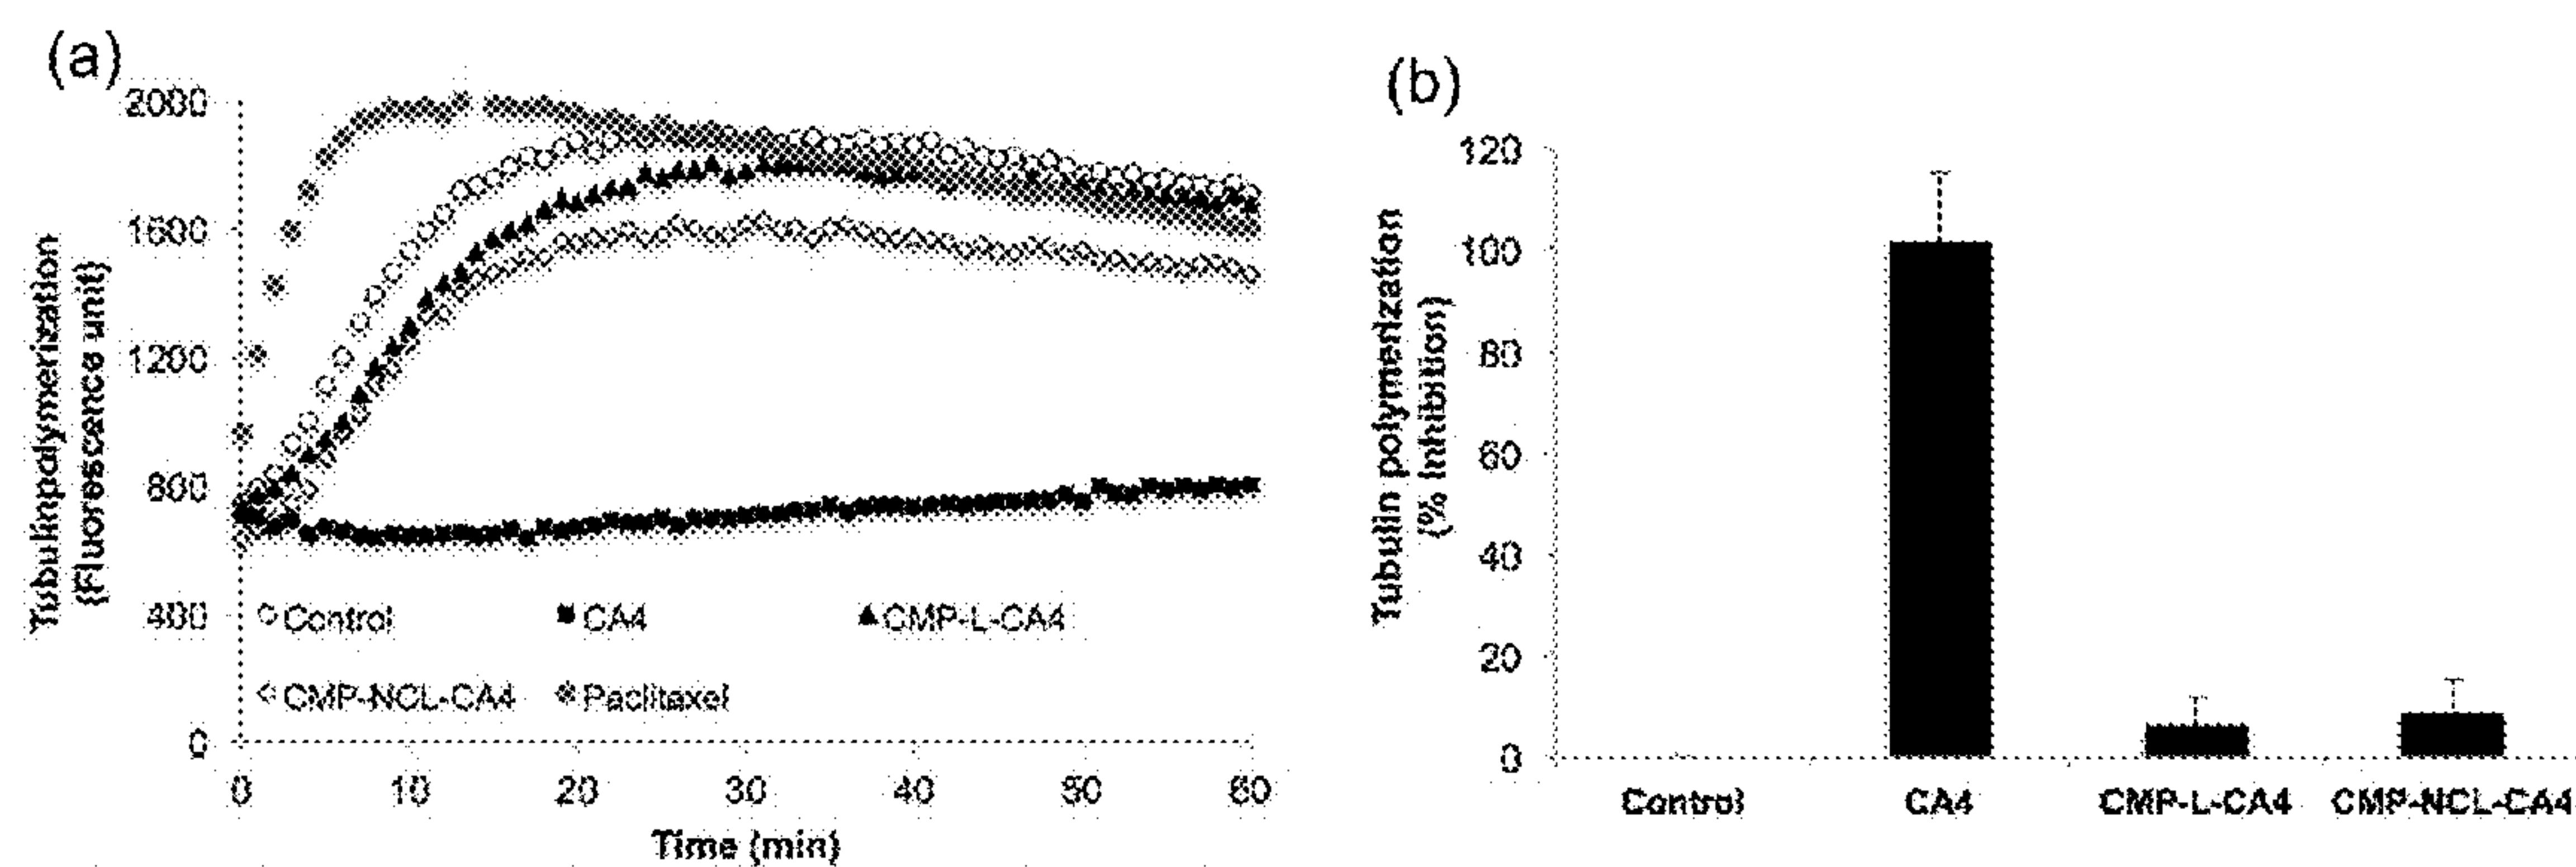 (a)
2000
1600
1200
800
400
0
Tubulinpolymerization
(Fluorescence unit)
Control
CA4
CMP-L-CA4
CMP-NCL-CA4
Paclitaxel
0 10 20 30 40 50 60
Time (min)
(b)
120
100
80
60
40
20
0
Tubulin polymerization
(% Inhibition)
Control CA4 CMP-L-CA4 CMP-NCL-CA4